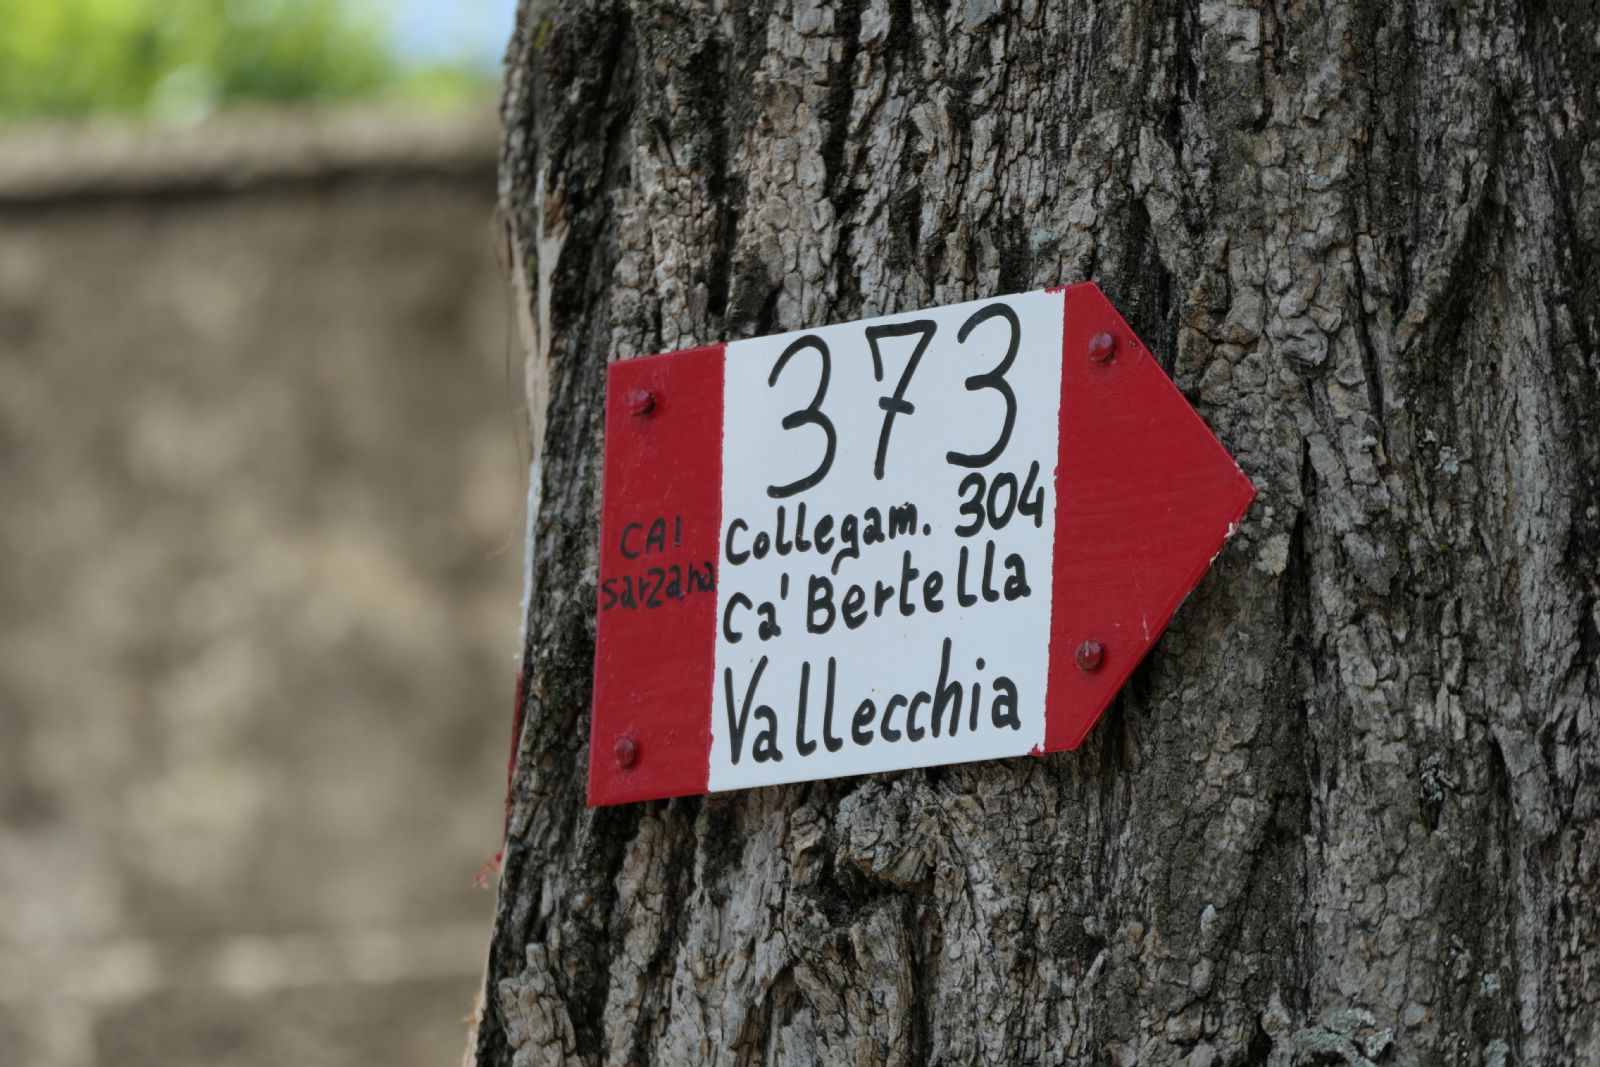 373
Collegam. 304
Ca' Bertella
Vallecchia
CAI
Sarzana